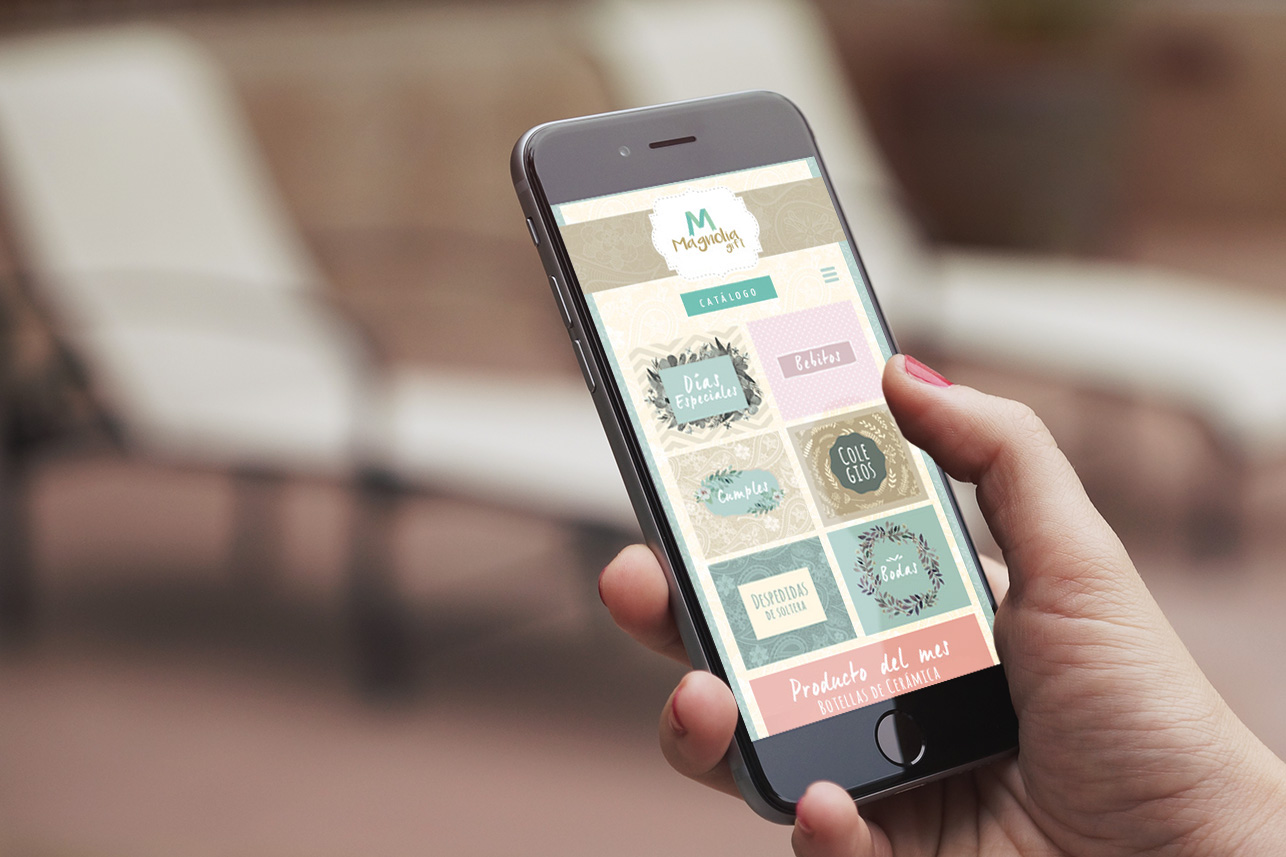 M
Magnolia
gift
CATÁLOGO
Días
Especiales
Bebitos
Cumples
COLE
GIOS
DESPEDIDAS
DE SOLTERA
Bodas
Producto del mes
BOTELLAS DE CERÁMICA